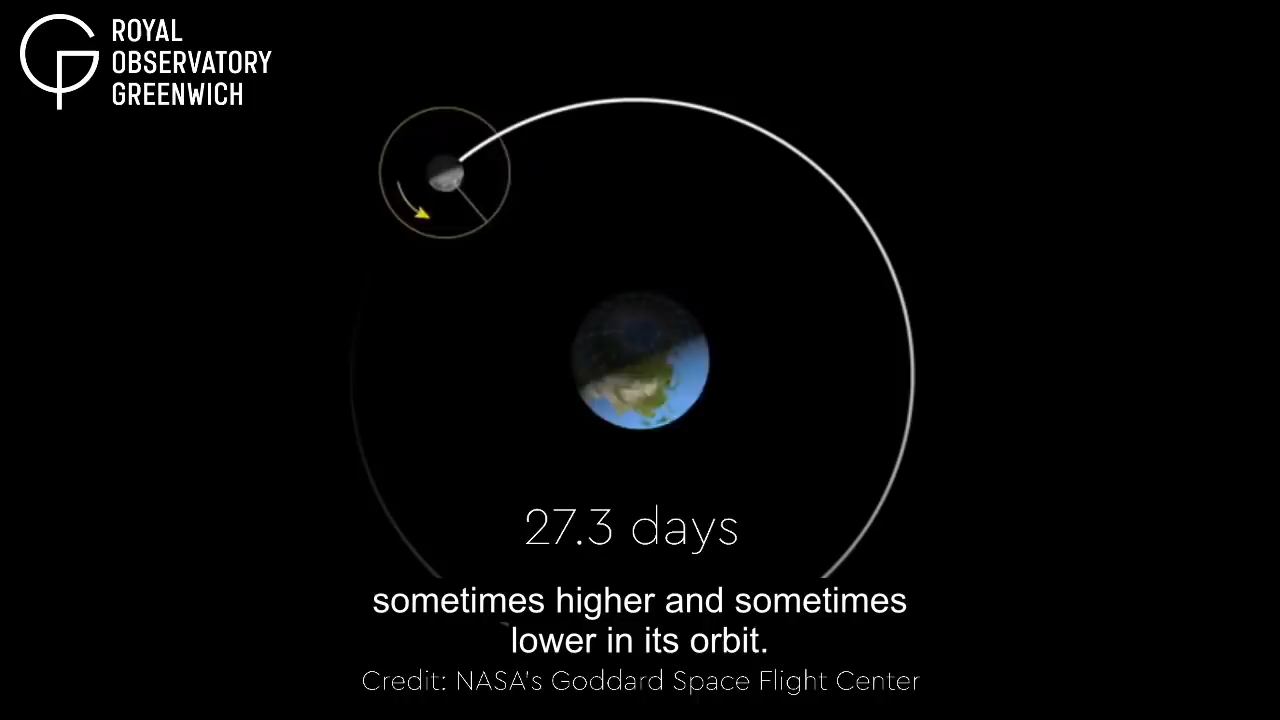 ROYAL
OBSERVATORY
GREENWICH
27.3 days
sometimes higher and sometimes
lower in its orbit.
Credit: NASA's Goddard Space Flight Center